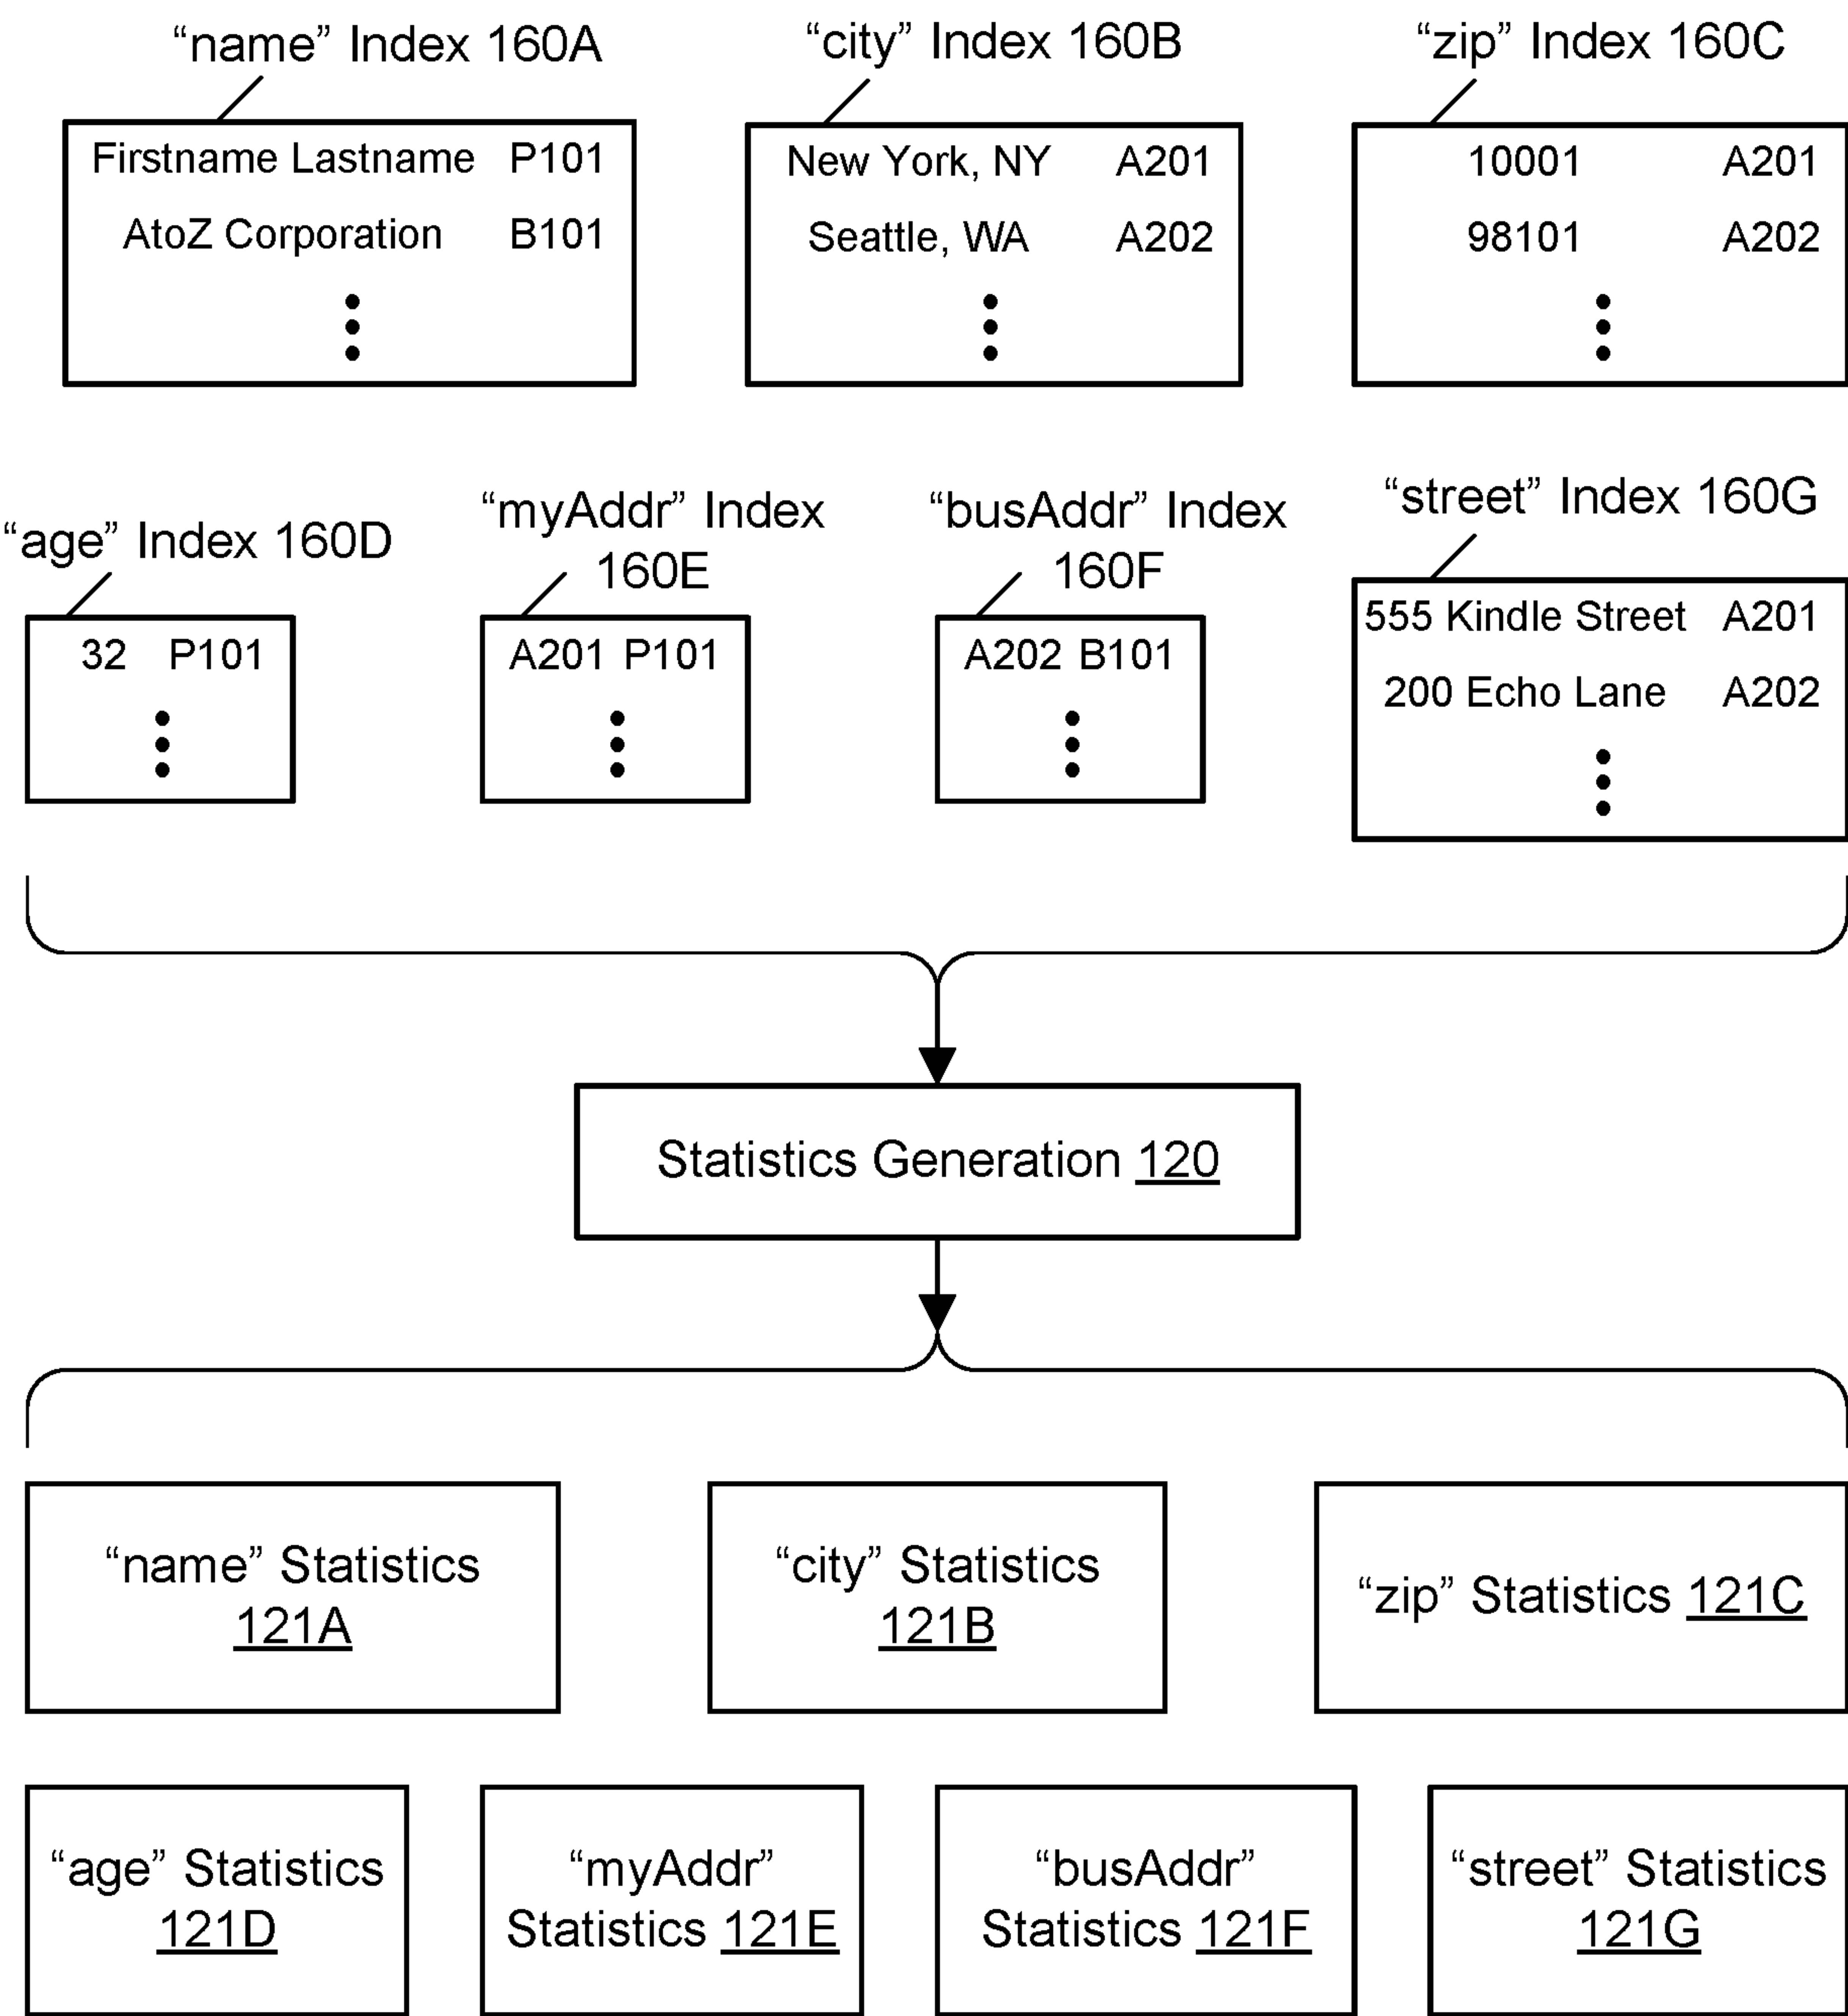 “name” Index 160A
Firstname Lastname P101
AtoZ Corporation B101
“city” Index 160B
New York, NY A201
Seattle, WA A202
“zip” Index 160C
10001 A201
98101 A202
“age” Index 160D
32 P101
“myAddr” Index
160E
A201 P101
“busAddr” Index
160F
A202 B101
“street” Index 160G
555 Kindle Street A201
200 Echo Lane A202
Statistics Generation 120
“name” Statistics
121A
“city” Statistics
121B
“zip” Statistics 121C
“age” Statistics
121D
“myAddr”
Statistics 121E
“busAddr”
Statistics 121F
“street” Statistics
121G